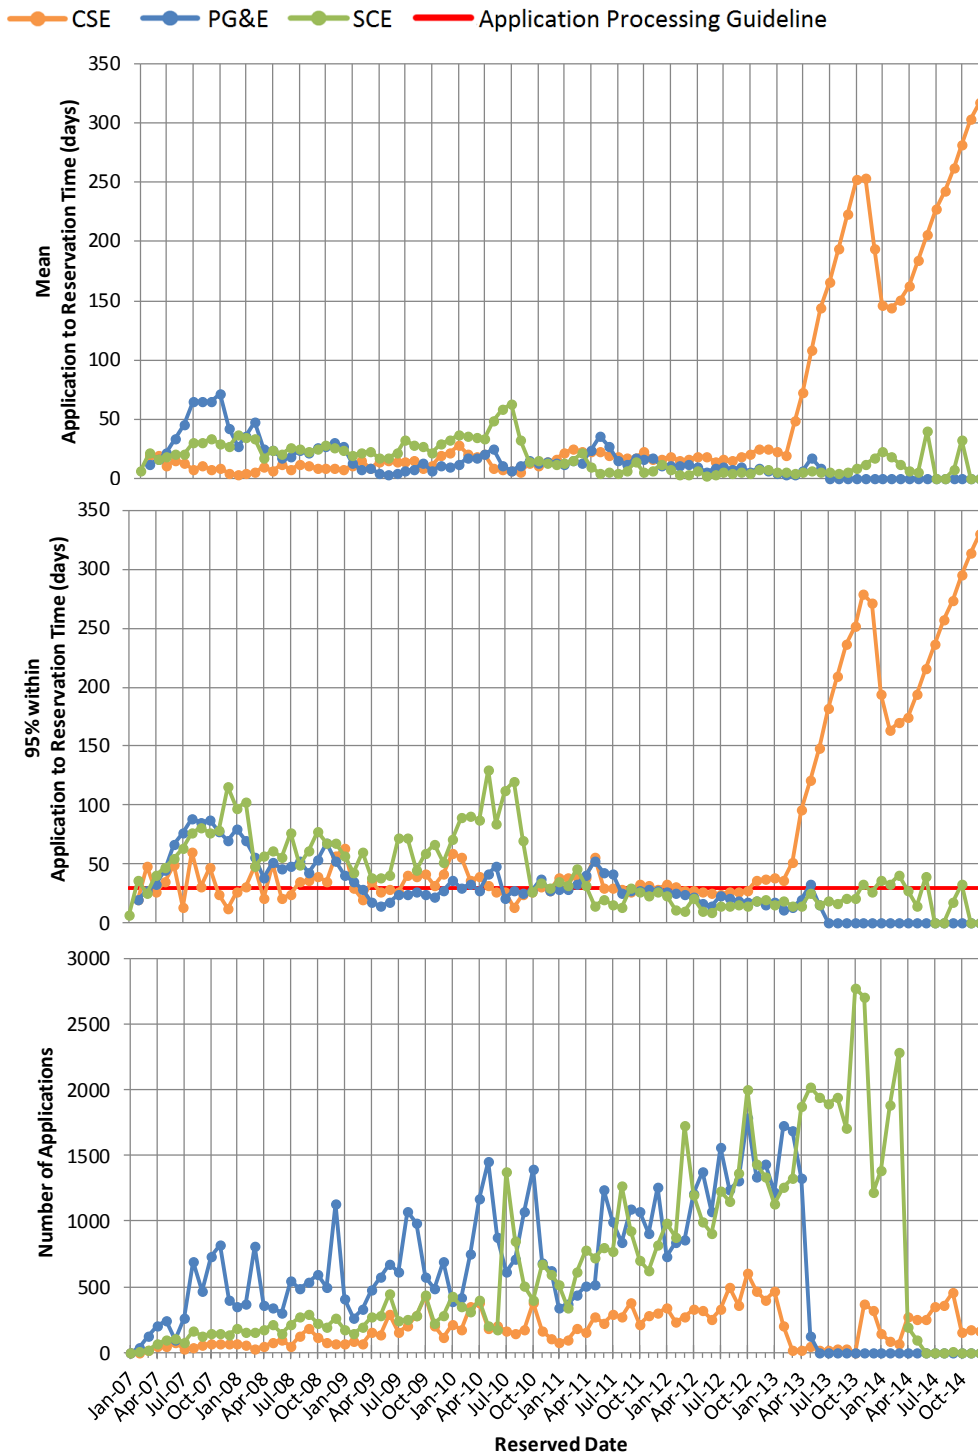 CSE PG&E SCE Application Processing Guideline
Mean
Application to Reservation Time (days)
350
300
250
200
150
100
50
0
95% within
Application to Reservation Time (days)
350
300
250
200
150
100
50
0
Number of Applications
3000
2500
2000
1500
1000
500
0
Jan-07 Apr-07 Jul-07 Oct-07 Jan-08 Apr-08 Jul-08 Oct-08 Jan-09 Apr-09 Jul-09 Oct-09 Jan-10 Apr-10 Jul-10 Oct-10 Jan-11 Apr-11 Jul-11 Oct-11 Jan-12 Apr-12 Jul-12 Oct-12 Jan-13 Apr-13 Jul-13 Oct-13 Jan-14 Apr-14 Jul-14 Oct-14
Reserved Date